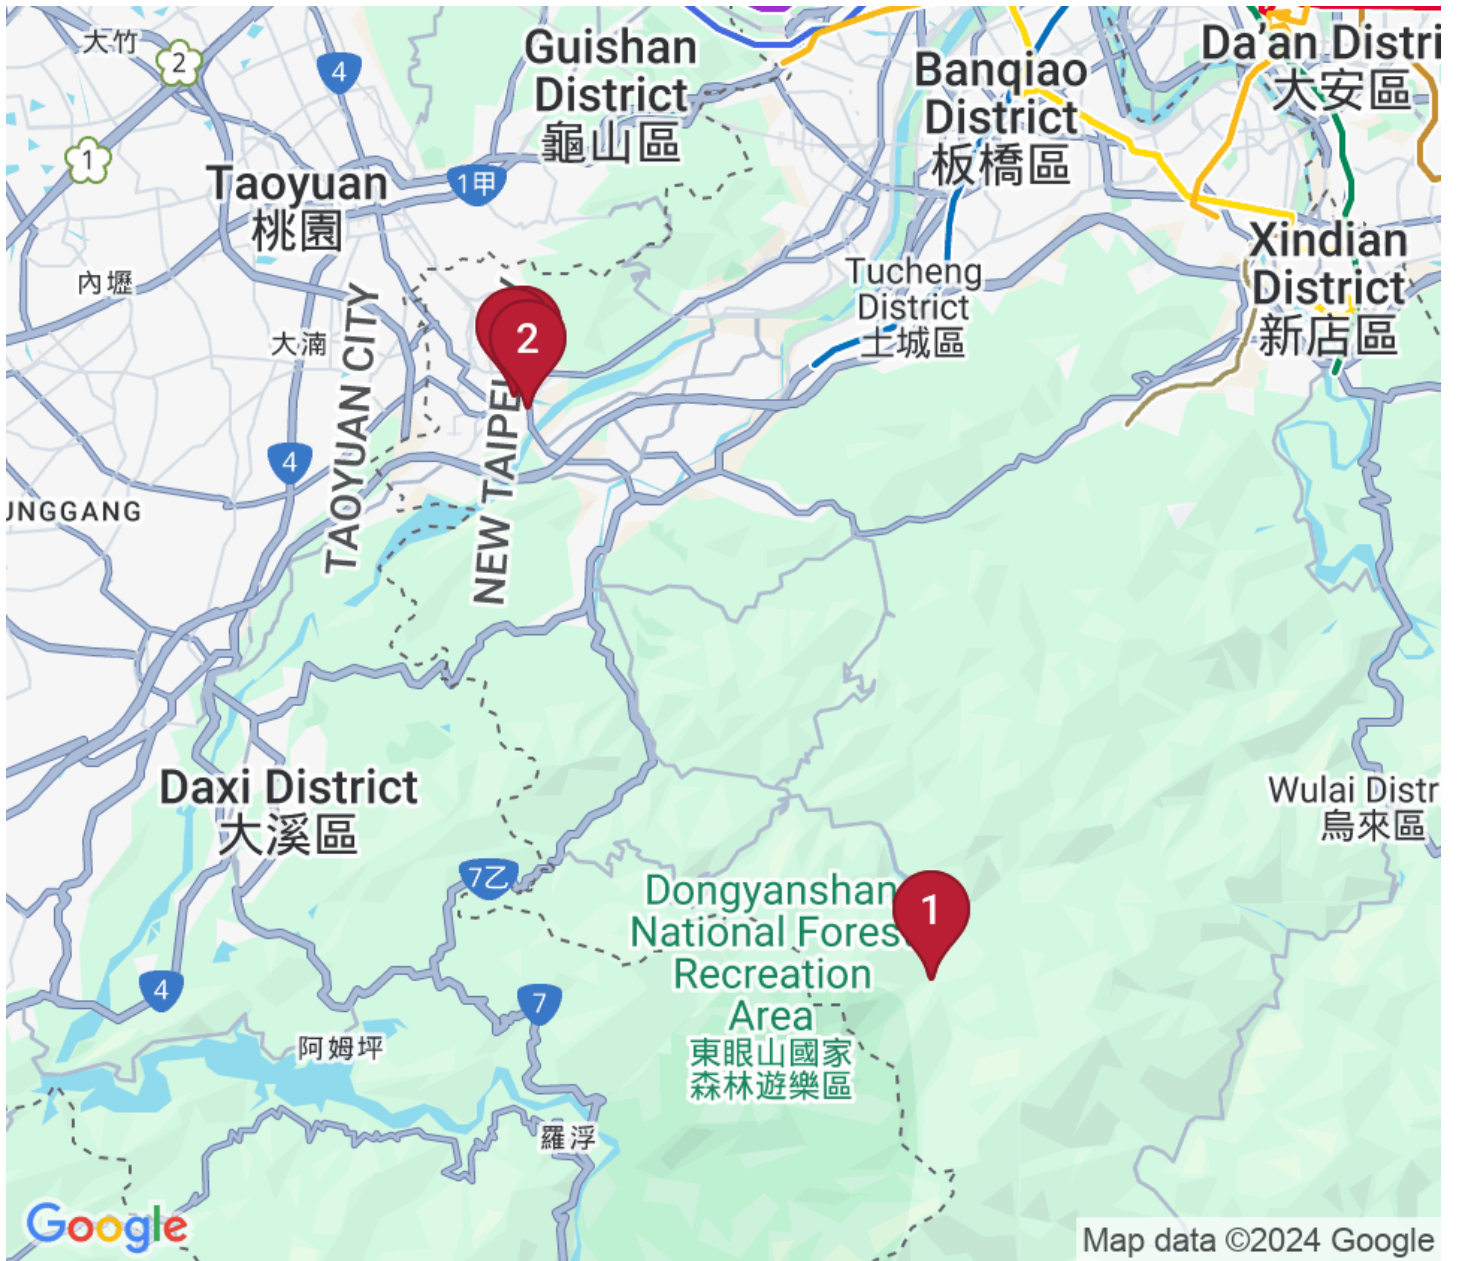 大竹
2
4
Guishan
District
龜山區
Banqiao
District
板橋區
Da'an Distri
大安區
1
Taoyuan
桃園
1甲
內壢
Xindian
District
新店區
Tucheng
District
土城區
大湳
2
TAOYUAN CITY
NEW TAIPEI
4
UNGGANG
Daxi District
大溪區
Wulai Distr
烏來區
7乙
Dongyanshan
National Fores
Recreation
Area
東眼山國家
森林遊樂區
1
4
7
阿姆坪
羅浮
Google
Map data ©2024 Google